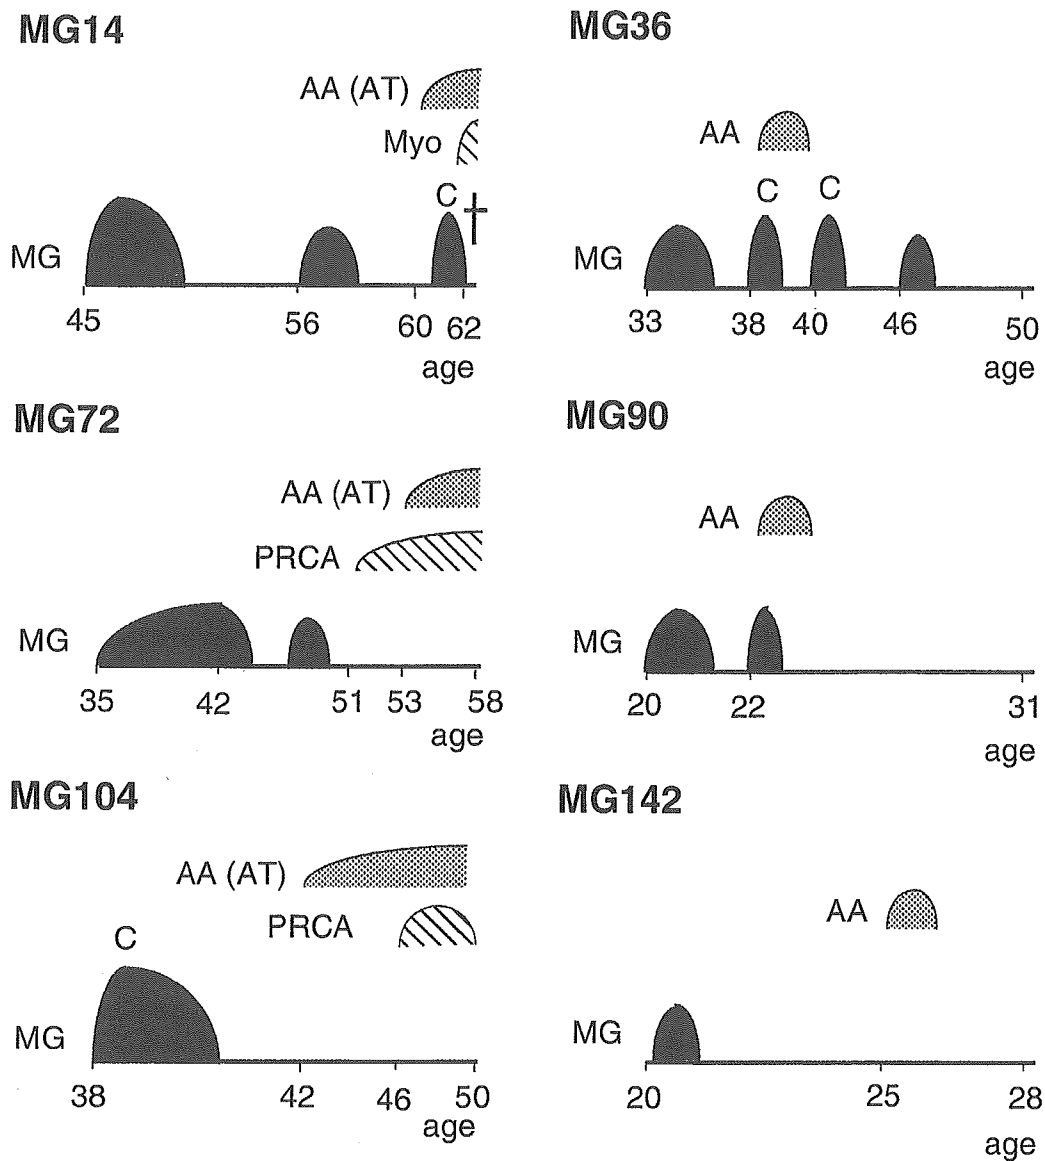 MG14
AA (AT)
Myo
C †
MG
45 56 60 62
age
MG36
AA
C C
MG
33 38 40 46 50
age
MG72
AA (AT)
PRCA
MG
35 42 51 53 58
age
MG90
AA
MG
20 22 31
age
MG104
AA (AT)
PRCA
C
MG
38 42 46 50
age
MG142
AA
MG
20 25 28
age